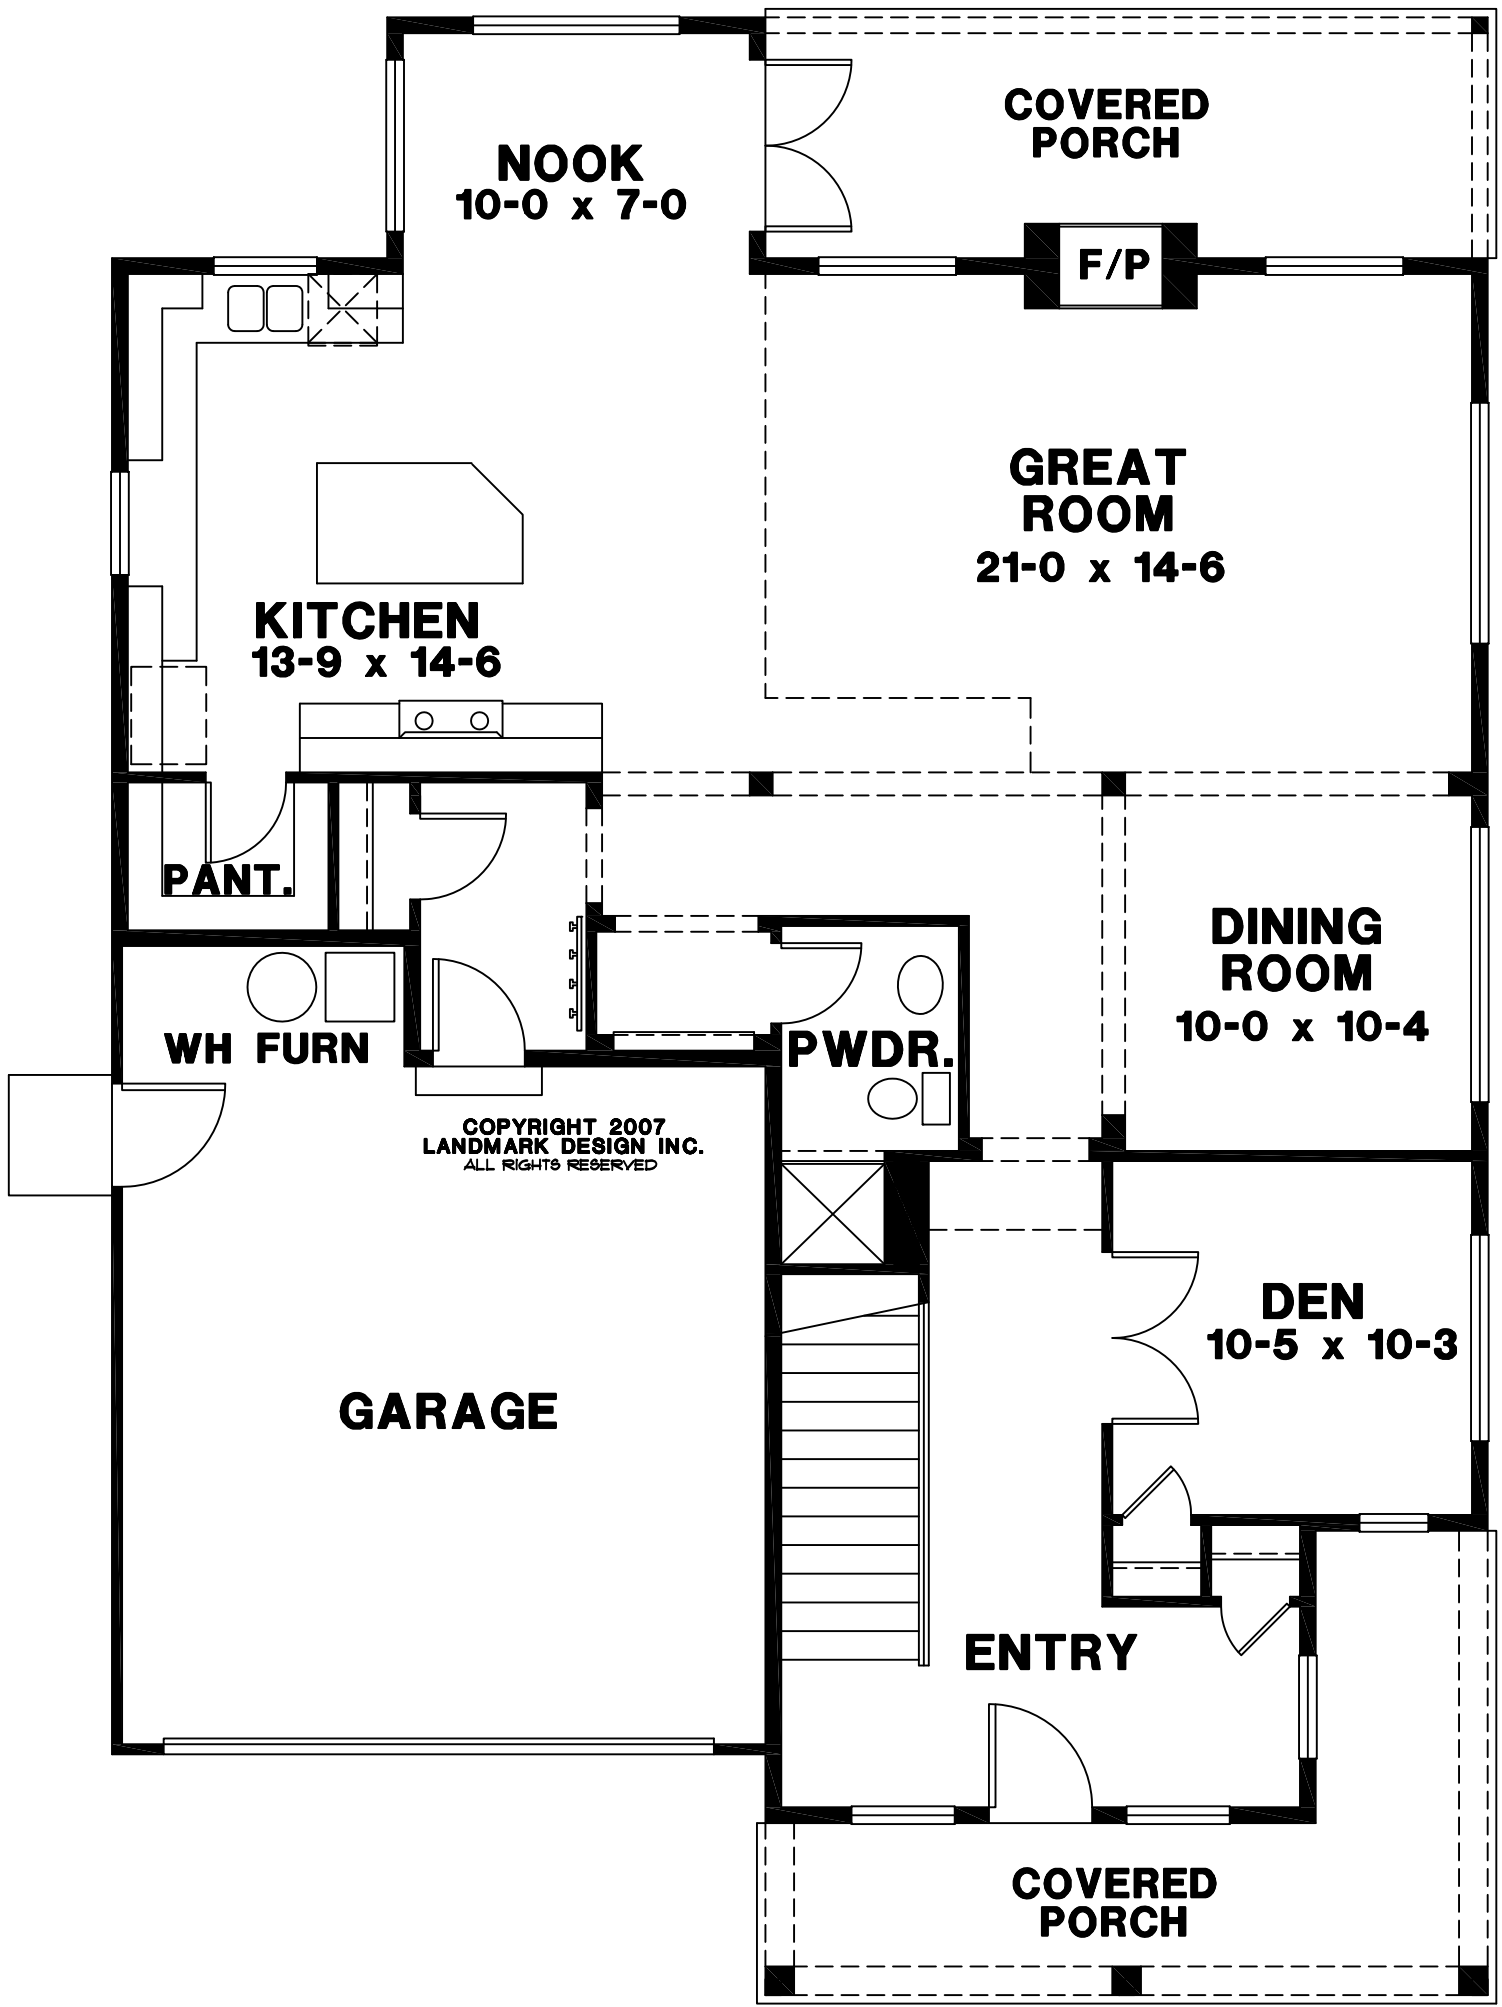 COVERED
PORCH
NOOK
10-0 x 7-0
F/P
GREAT
ROOM
21-0 x 14-6
KITCHEN
13-9 x 14-6
PANT.
DINING
ROOM
10-0 x 10-4
WH FURN
PWDR.
COPYRIGHT 2007
LANDMARK DESIGN INC.
ALL RIGHTS RESERVED
DEN
10-5 x 10-3
GARAGE
ENTRY
COVERED
PORCH